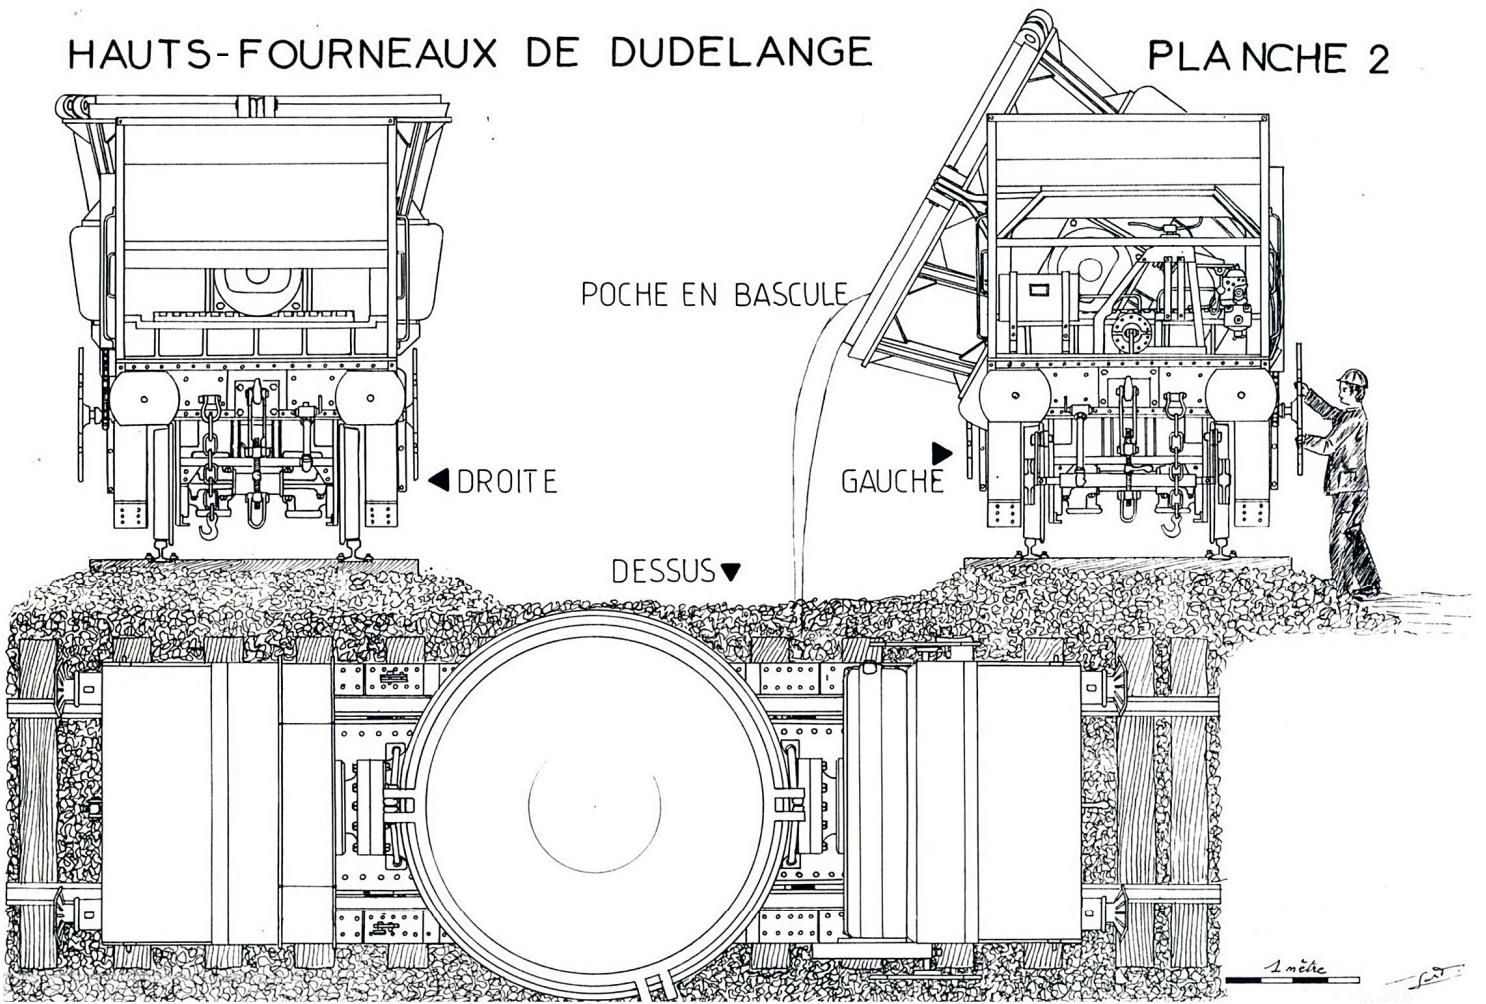 HAUTS-FOURNEAUX DE DUDELANGE
PLANCHE 2
POCHE EN BASCULE
DROITE
GAUCHE
DESSUS
1 mètre